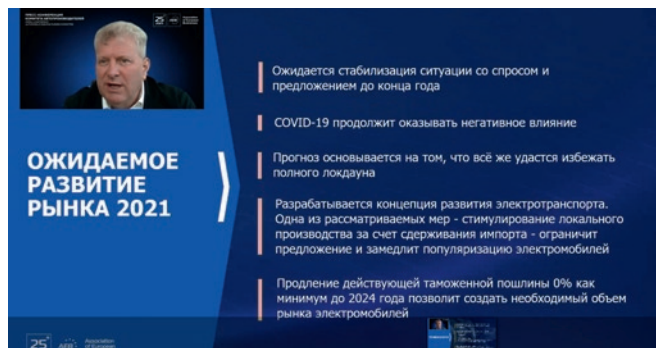 25
AEB
ОЖИДАЕМОЕ
РАЗВИТИЕ
РЫНКА 2021
Ожидается стабилизация ситуации со спросом и
предложением до конца года
COVID-19 продолжит оказывать негативное влияние
Прогноз основывается на том, что всё же удастся избежать
полного локдауна
Разрабатывается концепция развития электротранспорта.
Одна из рассматриваемых мер - стимулирование локального
производства за счет сдерживания импорта - ограничит
предложение и замедлит популяризацию электромобилей
Продление действующей таможенной пошлины 0% как
минимум до 2024 года позволит создать необходимый объем
рынка электромобилей
25
AEB
Association
of European